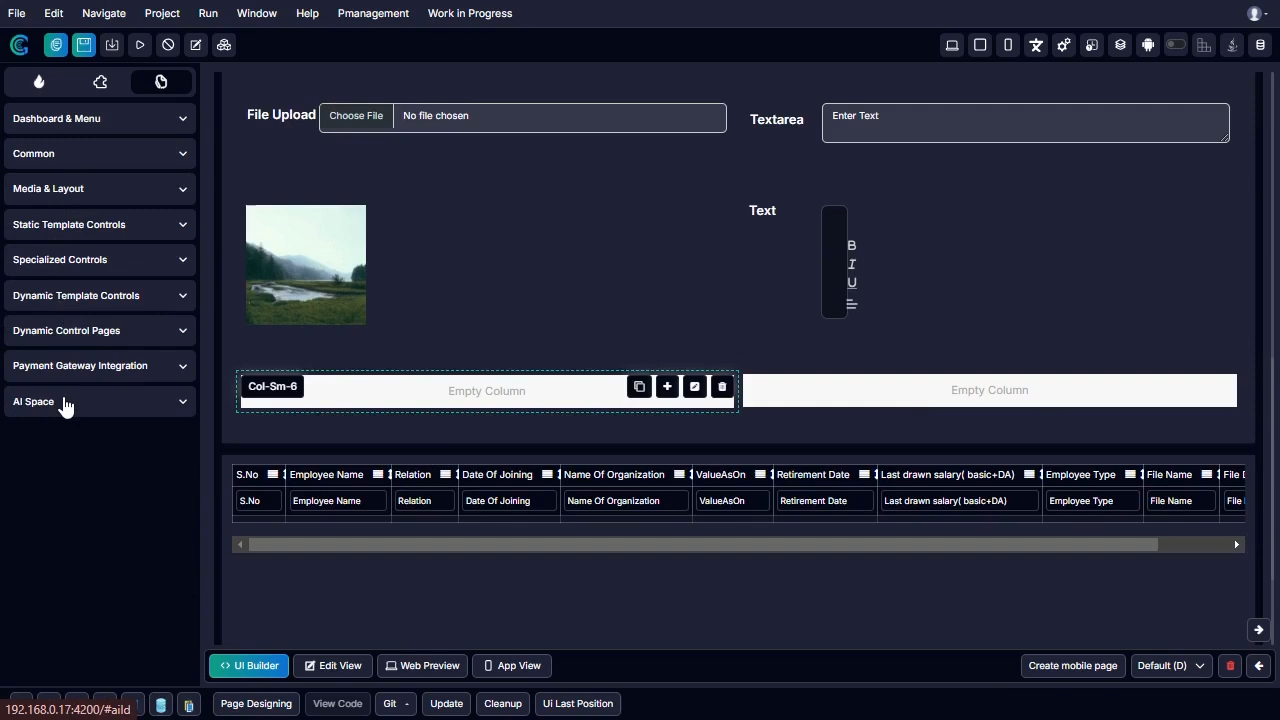 File Edit Navigate Project Run Window Help Pmanagement Work in Progress
Dashboard & Menu
Common
Media & Layout
Static Template Controls
Specialized Controls
Dynamic Template Controls
Dynamic Control Pages
Payment Gateway Integration
AI Space
File Upload Choose File No file chosen Textarea Enter Text
Text
B
I
U
Col-Sm-6 Empty Column Empty Column
S.No Employee Name Relation Date Of Joining Name Of Organization ValueAsOn Retirement Date Last drawn salary( basic+DA) Employee Type File Name File
S.No Employee Name Relation Date Of Joining Name Of Organization ValueAsOn Retirement Date Last drawn salary( basic+DA) Employee Type File Name File
<> UI Builder Edit View Web Preview App View Create mobile page Default (D)
192.168.0.17:4200/#aild Page Designing View Code Git Update Cleanup Ui Last Position